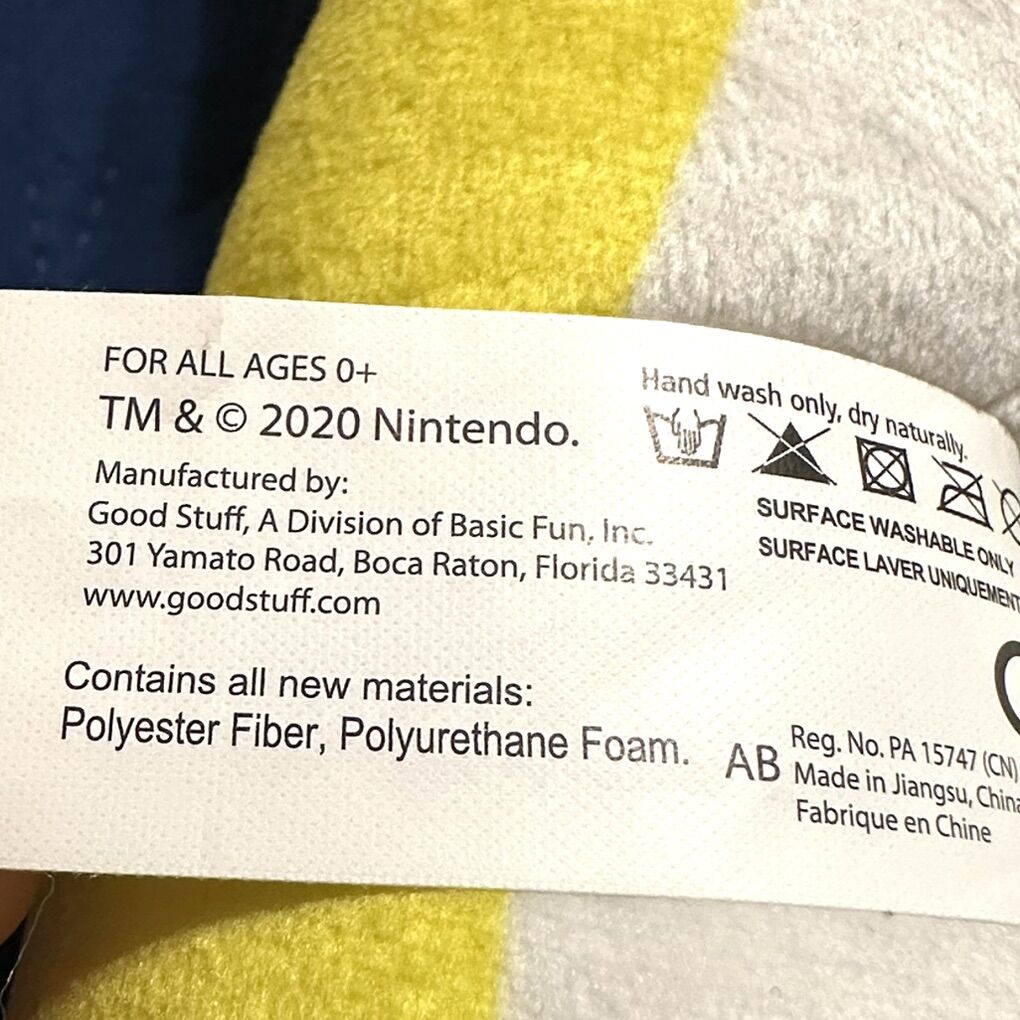 FOR ALL AGES 0+
TM & © 2020 Nintendo.
Manufactured by:
Good Stuff, A Division of Basic Fun, Inc.
301 Yamato Road, Boca Raton, Florida 33431
www.goodstuff.com
Contains all new materials:
Polyester Fiber, Polyurethane Foam.
Hand wash only, dry naturally.
SURFACE WASHABLE ONLY
SURFACE LAVER UNIQUEMENT
AB
Reg. No. PA 15747 (CN)
Made in Jiangsu, China
Fabrique en Chine